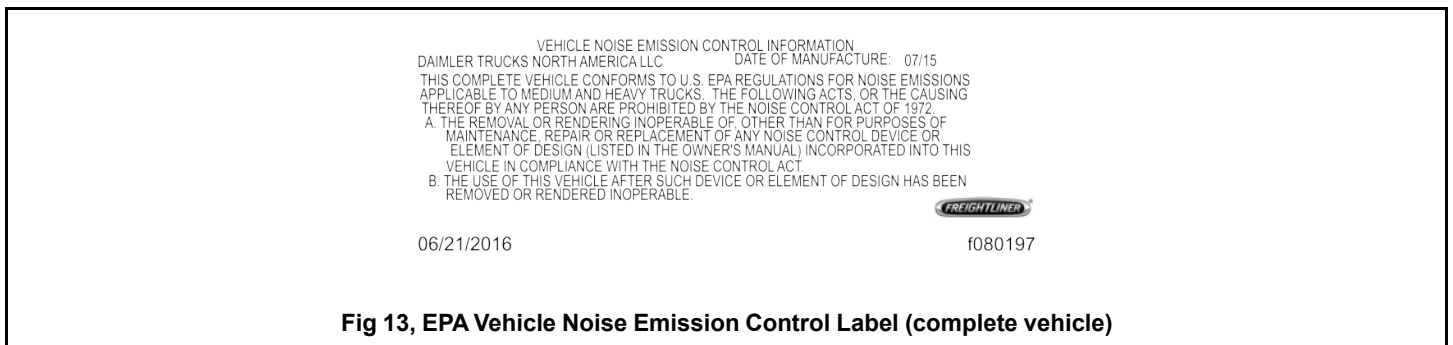 VEHICLE NOISE EMISSION CONTROL INFORMATION
DAIMLER TRUCKS NORTH AMERICA LLC DATE OF MANUFACTURE: 07/15
THIS COMPLETE VEHICLE CONFORMS TO U.S. EPA REGULATIONS FOR NOISE EMISSIONS
APPLICABLE TO MEDIUM AND HEAVY TRUCKS. THE FOLLOWING ACTS, OR THE CAUSING
THEREOF BY ANY PERSON ARE PROHIBITED BY THE NOISE CONTROL ACT OF 1972.
A. THE REMOVAL OR RENDERING INOPERABLE OF, OTHER THAN FOR PURPOSES OF
MAINTENANCE, REPAIR OR REPLACEMENT OF ANY NOISE CONTROL DEVICE OR
ELEMENT OF DESIGN (LISTED IN THE OWNER'S MANUAL) INCORPORATED INTO THIS
VEHICLE IN COMPLIANCE WITH THE NOISE CONTROL ACT.
B. THE USE OF THIS VEHICLE AFTER SUCH DEVICE OR ELEMENT OF DESIGN HAS BEEN
REMOVED OR RENDERED INOPERABLE.
FREIGHTLINER
06/21/2016 f080197
Fig 13, EPA Vehicle Noise Emission Control Label (complete vehicle)